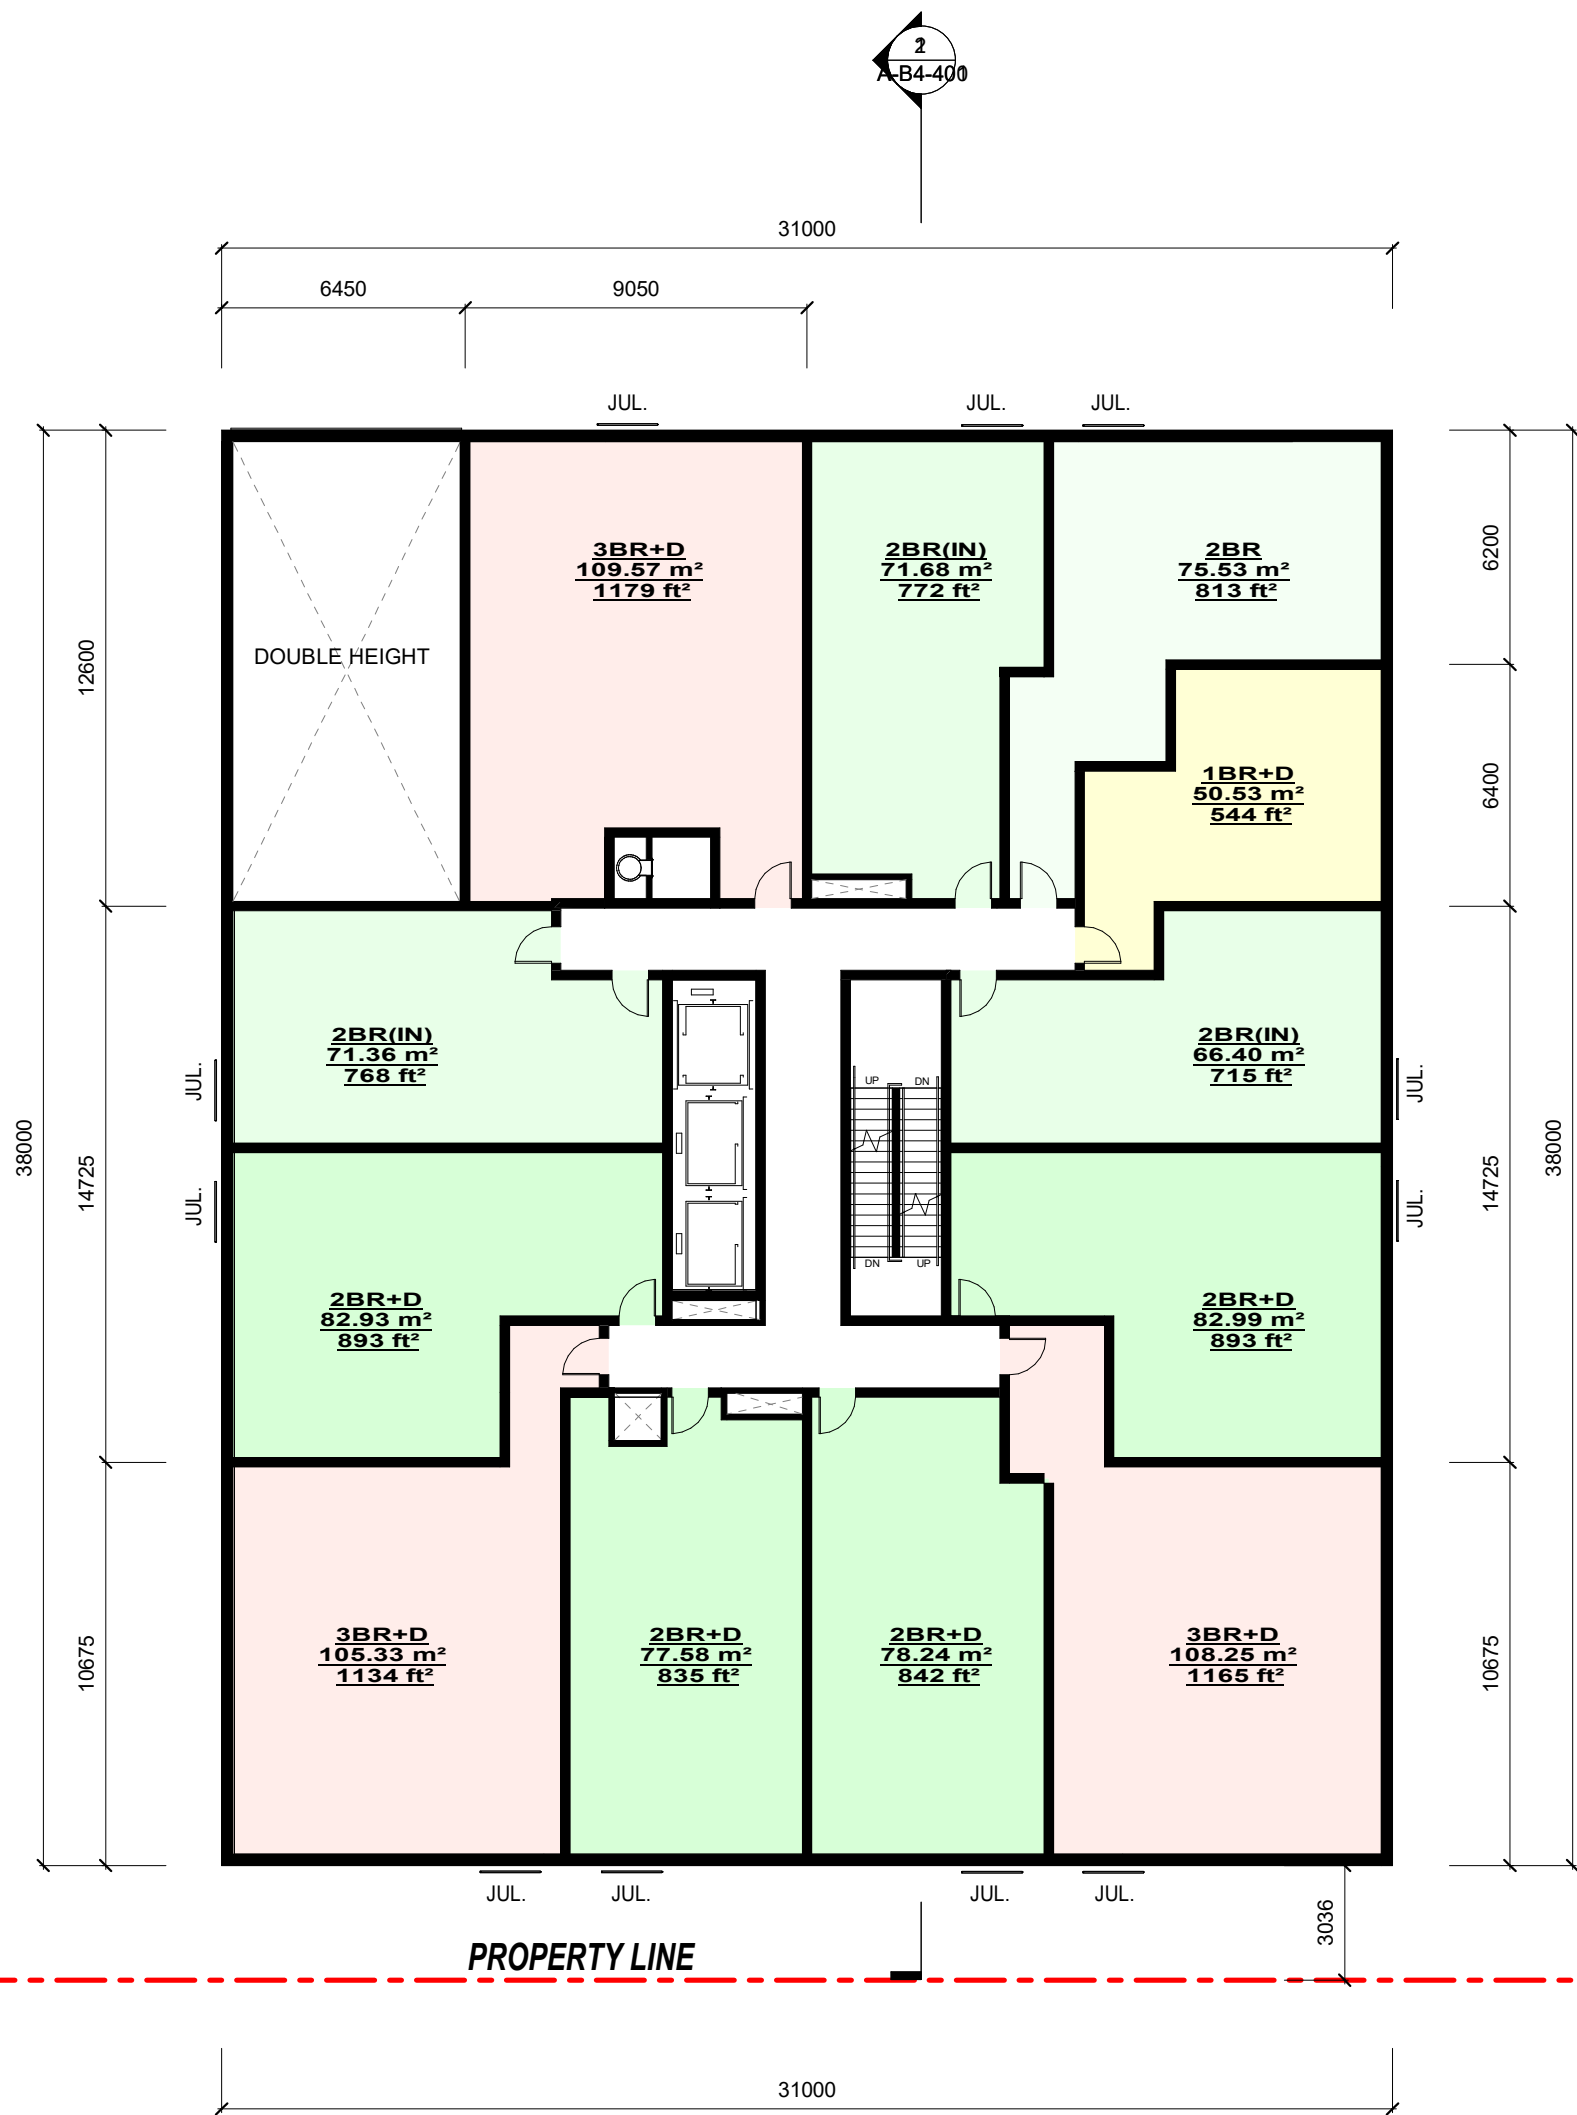 31000
6450
9050
JUL.
JUL.
JUL.
3BR+D
109.57 m²
1179 ft²
2BR(IN)
71.68 m²
772 ft²
2BR
75.53 m²
813 ft²
6200
DOUBLE HEIGHT
12600
1BR+D
50.53 m²
544 ft²
6400
2BR(IN)
71.36 m²
768 ft²
2BR(IN)
66.40 m²
715 ft²
JUL.
JUL.
UP
DN
38000
14725
14725
38000
JUL.
JUL.
DN
UP
2BR+D
82.93 m²
893 ft²
2BR+D
82.99 m²
893 ft²
3BR+D
105.33 m²
1134 ft²
2BR+D
77.58 m²
835 ft²
2BR+D
78.24 m²
842 ft²
3BR+D
108.25 m²
1165 ft²
10675
10675
JUL.
JUL.
JUL.
JUL.
3036
PROPERTY LINE
31000